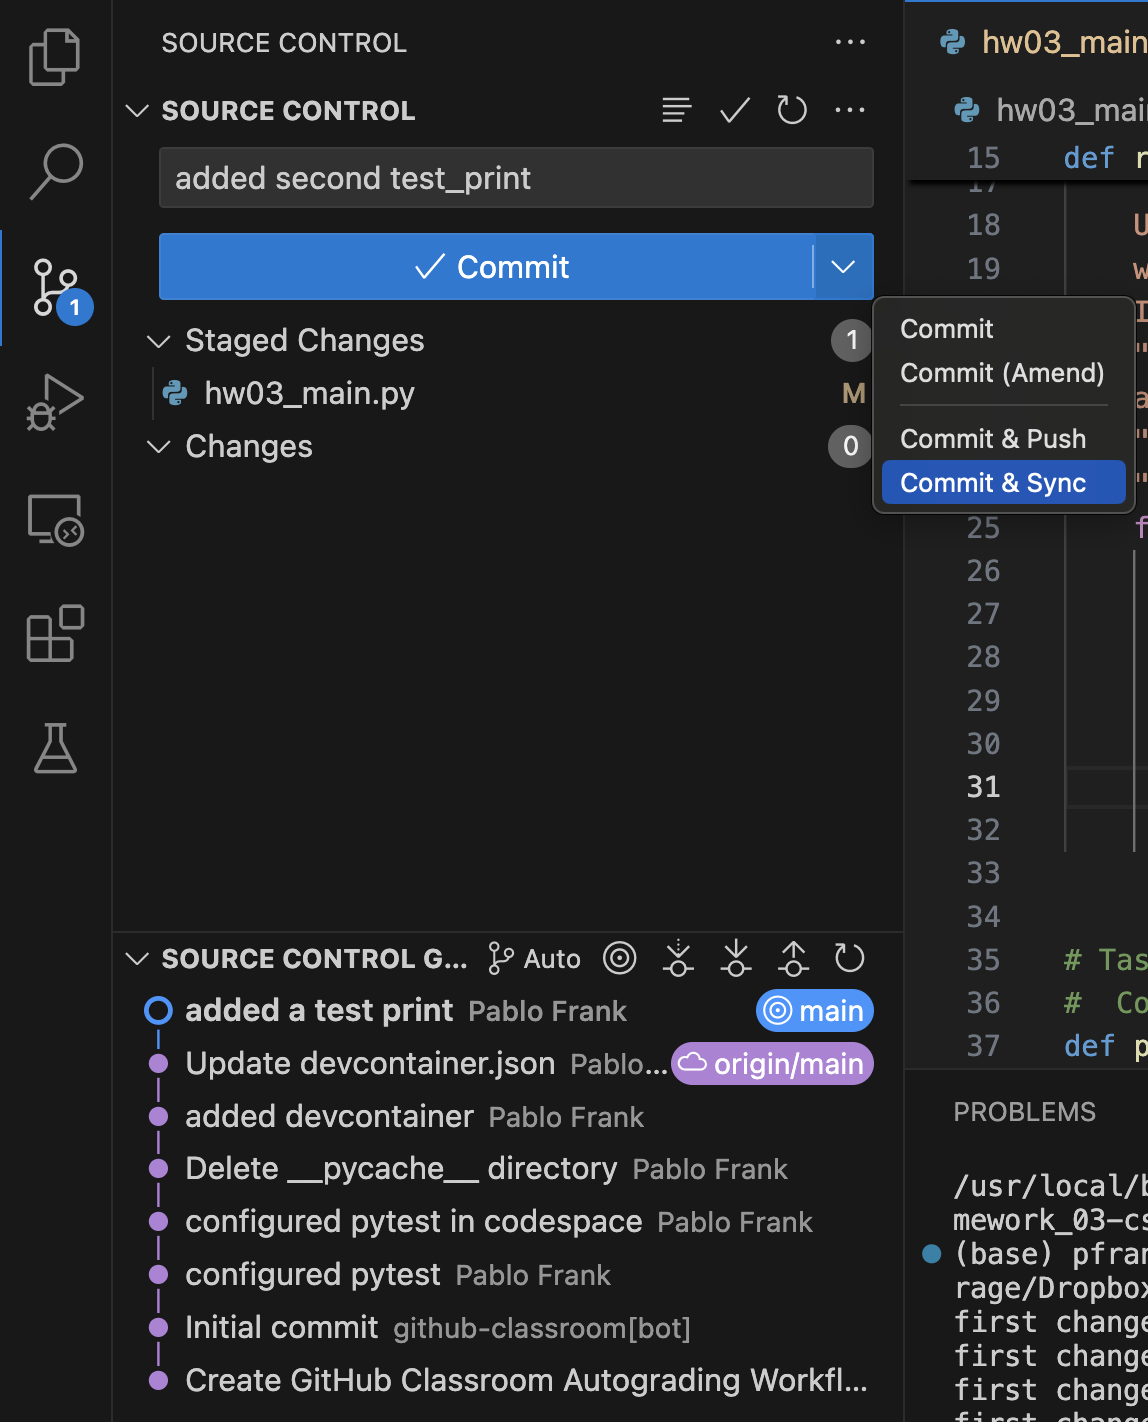 SOURCE CONTROL
SOURCE CONTROL
added second test_print
Commit
Staged Changes 1
hw03_main.py M
Changes 0
Commit
Commit (Amend)
Commit & Push
Commit & Sync
1
SOURCE CONTROL G... Auto
added a test print Pablo Frank main
Update devcontainer.json Pablo... origin/main
added devcontainer Pablo Frank
Delete __pycache__ directory Pablo Frank
configured pytest in codespace Pablo Frank
configured pytest Pablo Frank
Initial commit github-classroom[bot]
Create GitHub Classroom Autograding Workfl...
hw03_main
hw03_mai
15 def r
17
18 U
19 w
25 f
26
27
28
29
30
31
32
33
34
35 # Tas
36 # Co
37 def p
PROBLEMS
/usr/local/b
mework_03-cs
(base) pfran
rage/Dropbox
first change
first change
first change
first change